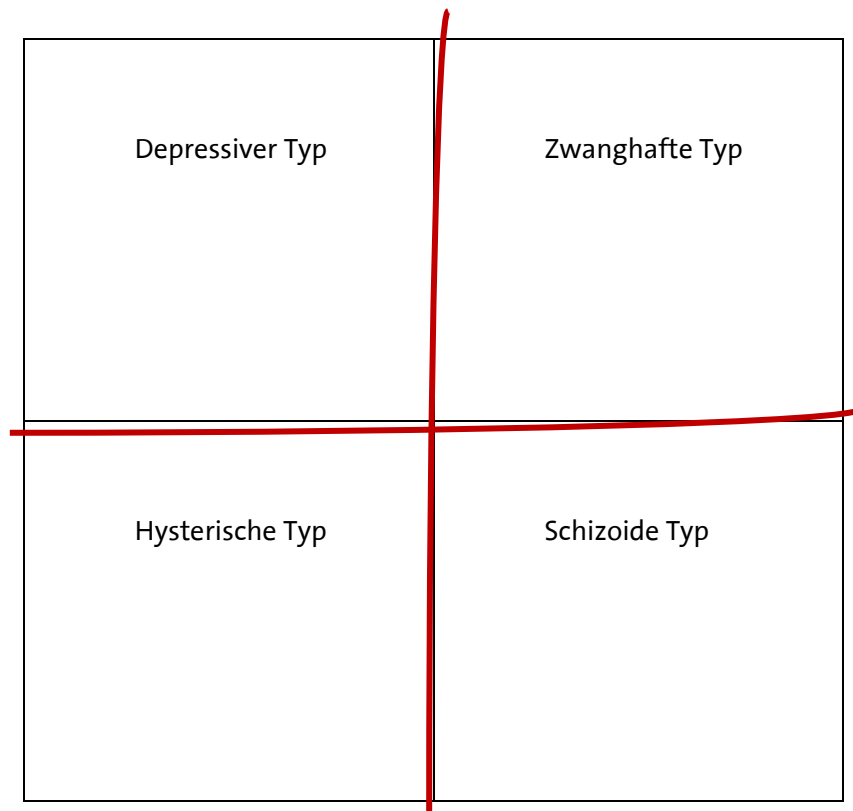 Depressiver Typ
Zwanghafte Typ
Hysterische Typ
Schizoide Typ